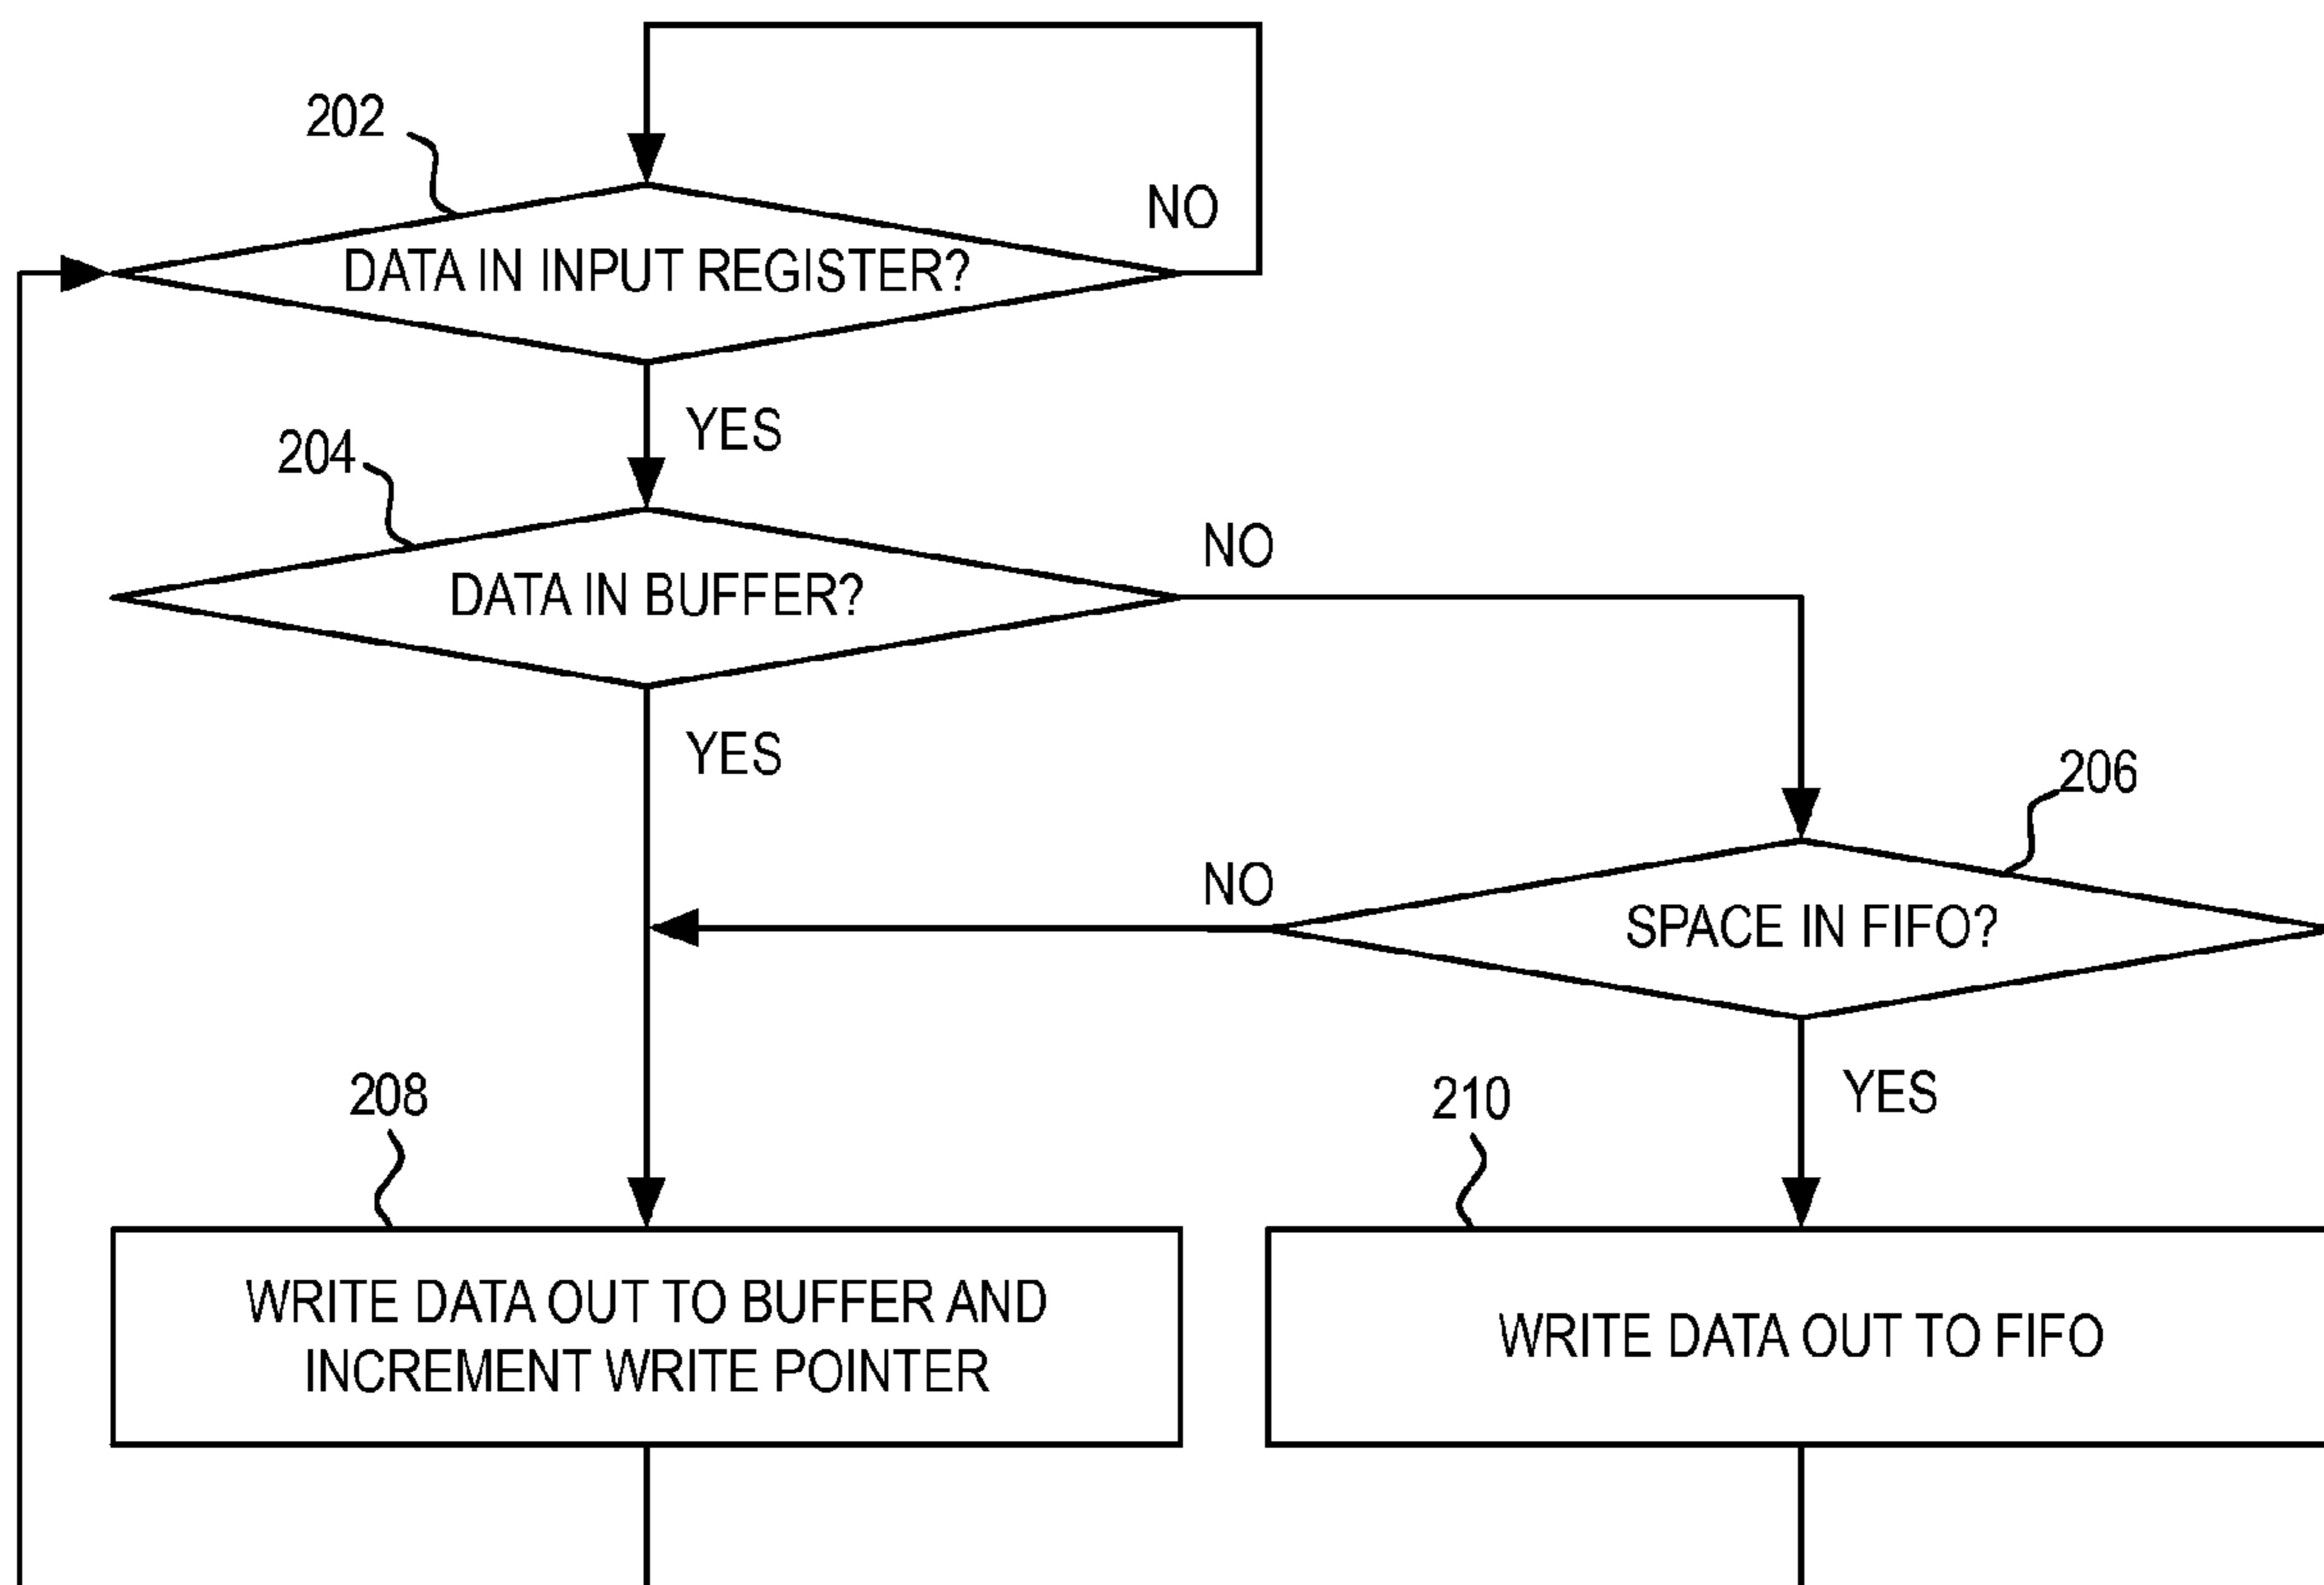 202
NO
DATA IN INPUT REGISTER?
YES
204
NO
DATA IN BUFFER?
YES
206
NO
SPACE IN FIFO?
YES
208
210
WRITE DATA OUT TO BUFFER AND
INCREMENT WRITE POINTER
WRITE DATA OUT TO FIFO